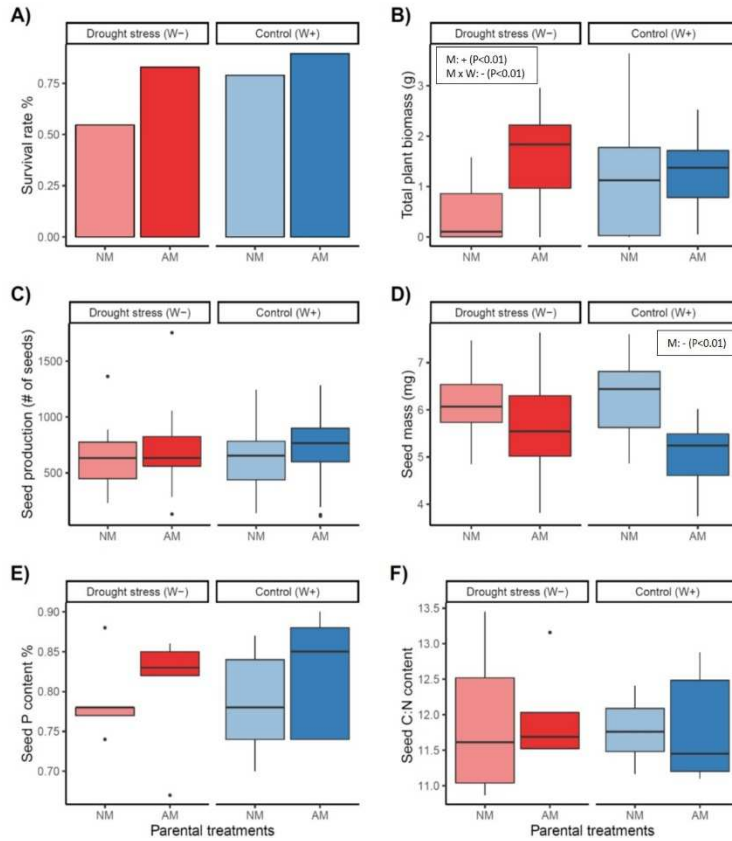 A)
Drought stress (W−) Control (W+)
Survival rate %
0.75
0.50
0.25
0.00
NM AM NM AM
B)
Drought stress (W−) Control (W+)
M: + (P<0.01)
M x W: - (P<0.01)
Total plant biomass (g)
3
2
1
0
NM AM NM AM
C)
Drought stress (W−) Control (W+)
Seed production (# of seeds)
1500
1000
500
NM AM NM AM
D)
Drought stress (W−) Control (W+)
M: - (P<0.01)
Seed mass (mg)
7
6
5
4
NM AM NM AM
E)
Drought stress (W−) Control (W+)
Seed P content %
0.90
0.85
0.80
0.75
0.70
NM AM NM AM
Parental treatments
F)
Drought stress (W−) Control (W+)
Seed C:N content
13.5
13.0
12.5
12.0
11.5
11.0
NM AM NM AM
Parental treatments